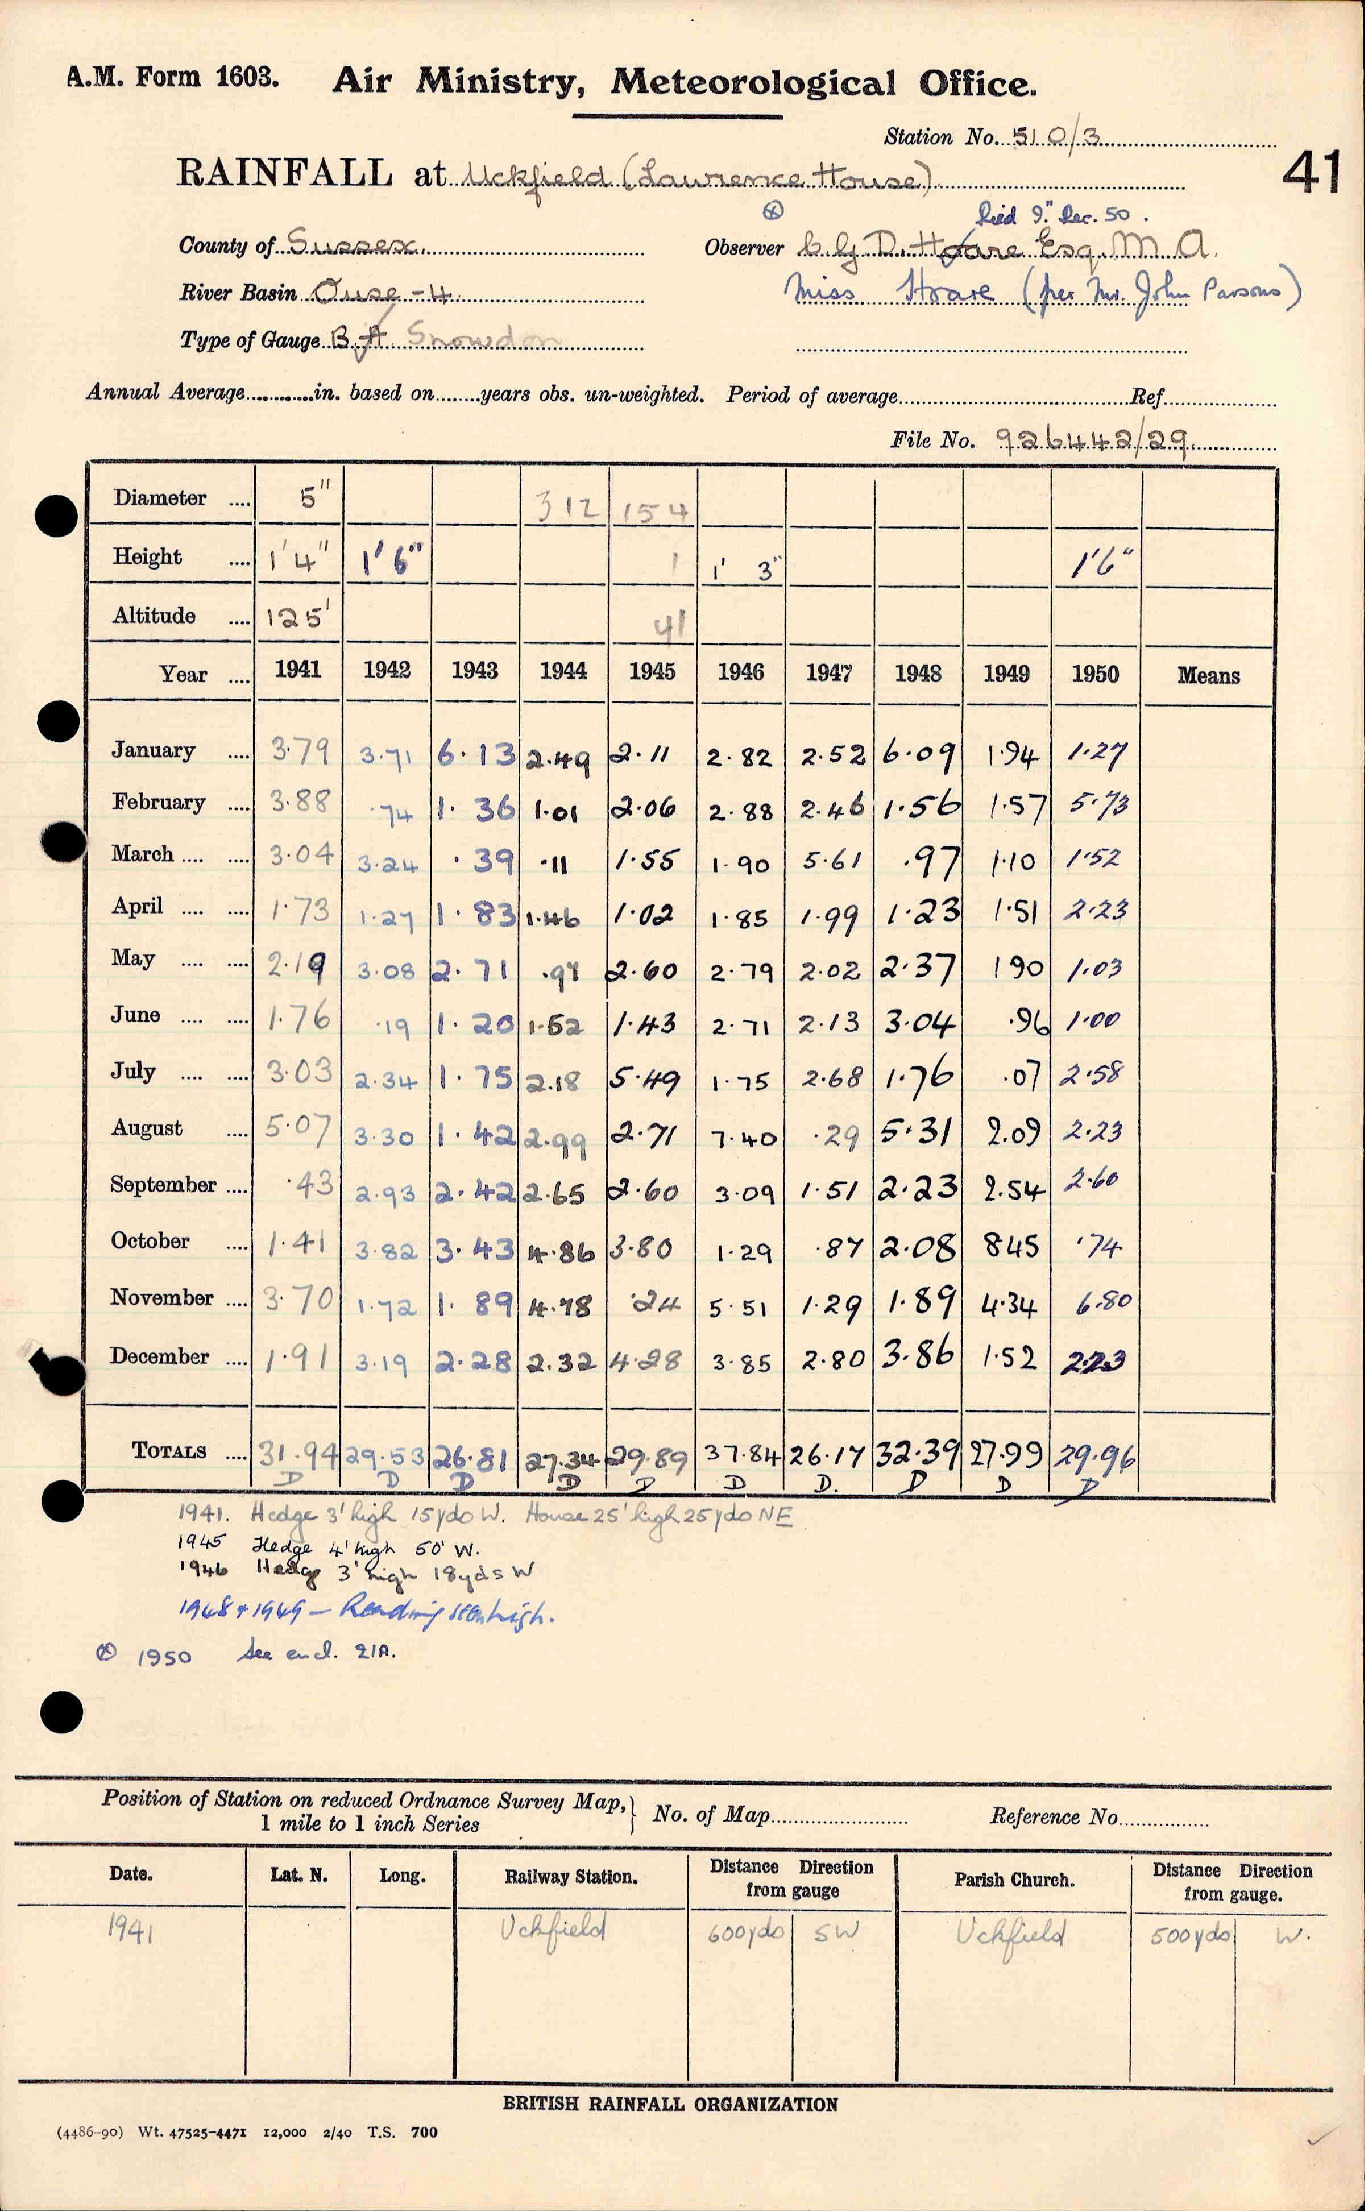 A.M. Form 1603. Air Ministry, Meteorological Office.
Station No. 510/3
41
RAINFALL at Uckfield (Lawrence House)
Died 9th Dec. 50.
County of Sussex. Observer C G D. Hoare Esq. M A.
River Basin Ouse - 4 Miss Hoare (per Mr. John Parsons)
Type of Gauge B.A. Snowdon
Annual Average............in. based on........years obs. un-weighted. Period of average........ Ref........
File No. 926442/29
Diameter .... 5" 312 154
Height .... 1'4" 1'6" 1 1' 3" 1'6"
Altitude .... 125' 41
Year .... 1941 1942 1943 1944 1945 1946 1947 1948 1949 1950 Means
January .... 3.79 3.71 6.13 2.49 2.11 2.82 2.52 6.09 1.94 1.27
February .... 3.88 .74 1.36 1.01 2.06 2.88 2.46 1.56 1.57 5.73
March .... .... 3.04 3.24 .39 .11 1.55 1.90 5.61 .97 1.10 1.52
April .... .... 1.73 1.27 1.83 1.46 1.02 1.85 1.99 1.23 1.51 2.23
May .... .... 2.19 3.08 2.71 .97 2.60 2.79 2.02 2.37 1 90 1.03
June .... .... 1.76 .19 1.20 1.52 1.43 2.71 2.13 3.04 .96 1.00
July .... .... 3.03 2.34 1.75 2.18 5.49 1.75 2.68 1.76 .07 2.58
August .... 5.07 3.30 1.42 2.99 2.71 7.40 .29 5.31 2.09 2.23
September .... .43 2.93 2.42 2.65 2.60 3.09 1.51 2.23 2.54 2.60
October .... 1.41 3.82 3.43 4.86 3.80 1.29 .87 2.08 8.45 .74
November .... 3.70 1.72 1.89 4.78 .24 5.51 1.29 1.89 4.34 6.80
December .... 1.91 3.19 2.28 2.32 4.28 3.85 2.80 3.86 1.52 2.23
TOTALS .... 31.94 29.53 26.81 27.34 29.89 37.84 26.17 32.39 27.99 29.96
D D D D D D D. D D D
1941. Hedge 3' high 15yds W. House 25' high 25yds NE
1945 Hedge 4' high 50' W.
1946 Hedge 3' high 18yds W
1948 + 1949 - Reading
1950 See encl. 21A.
Position of Station on reduced Ordnance Survey Map, 1 mile to 1 inch Series No. of Map........ Reference No........
Date. Lat. N. Long. Railway Station. Distance Direction from gauge Parish Church. Distance Direction from gauge.
1941 Uckfield 600yds SW Uckfield 500yds W.
BRITISH RAINFALL ORGANIZATION
(4486-90) Wt. 47525-4471 12,000 2/40 T.S. 700